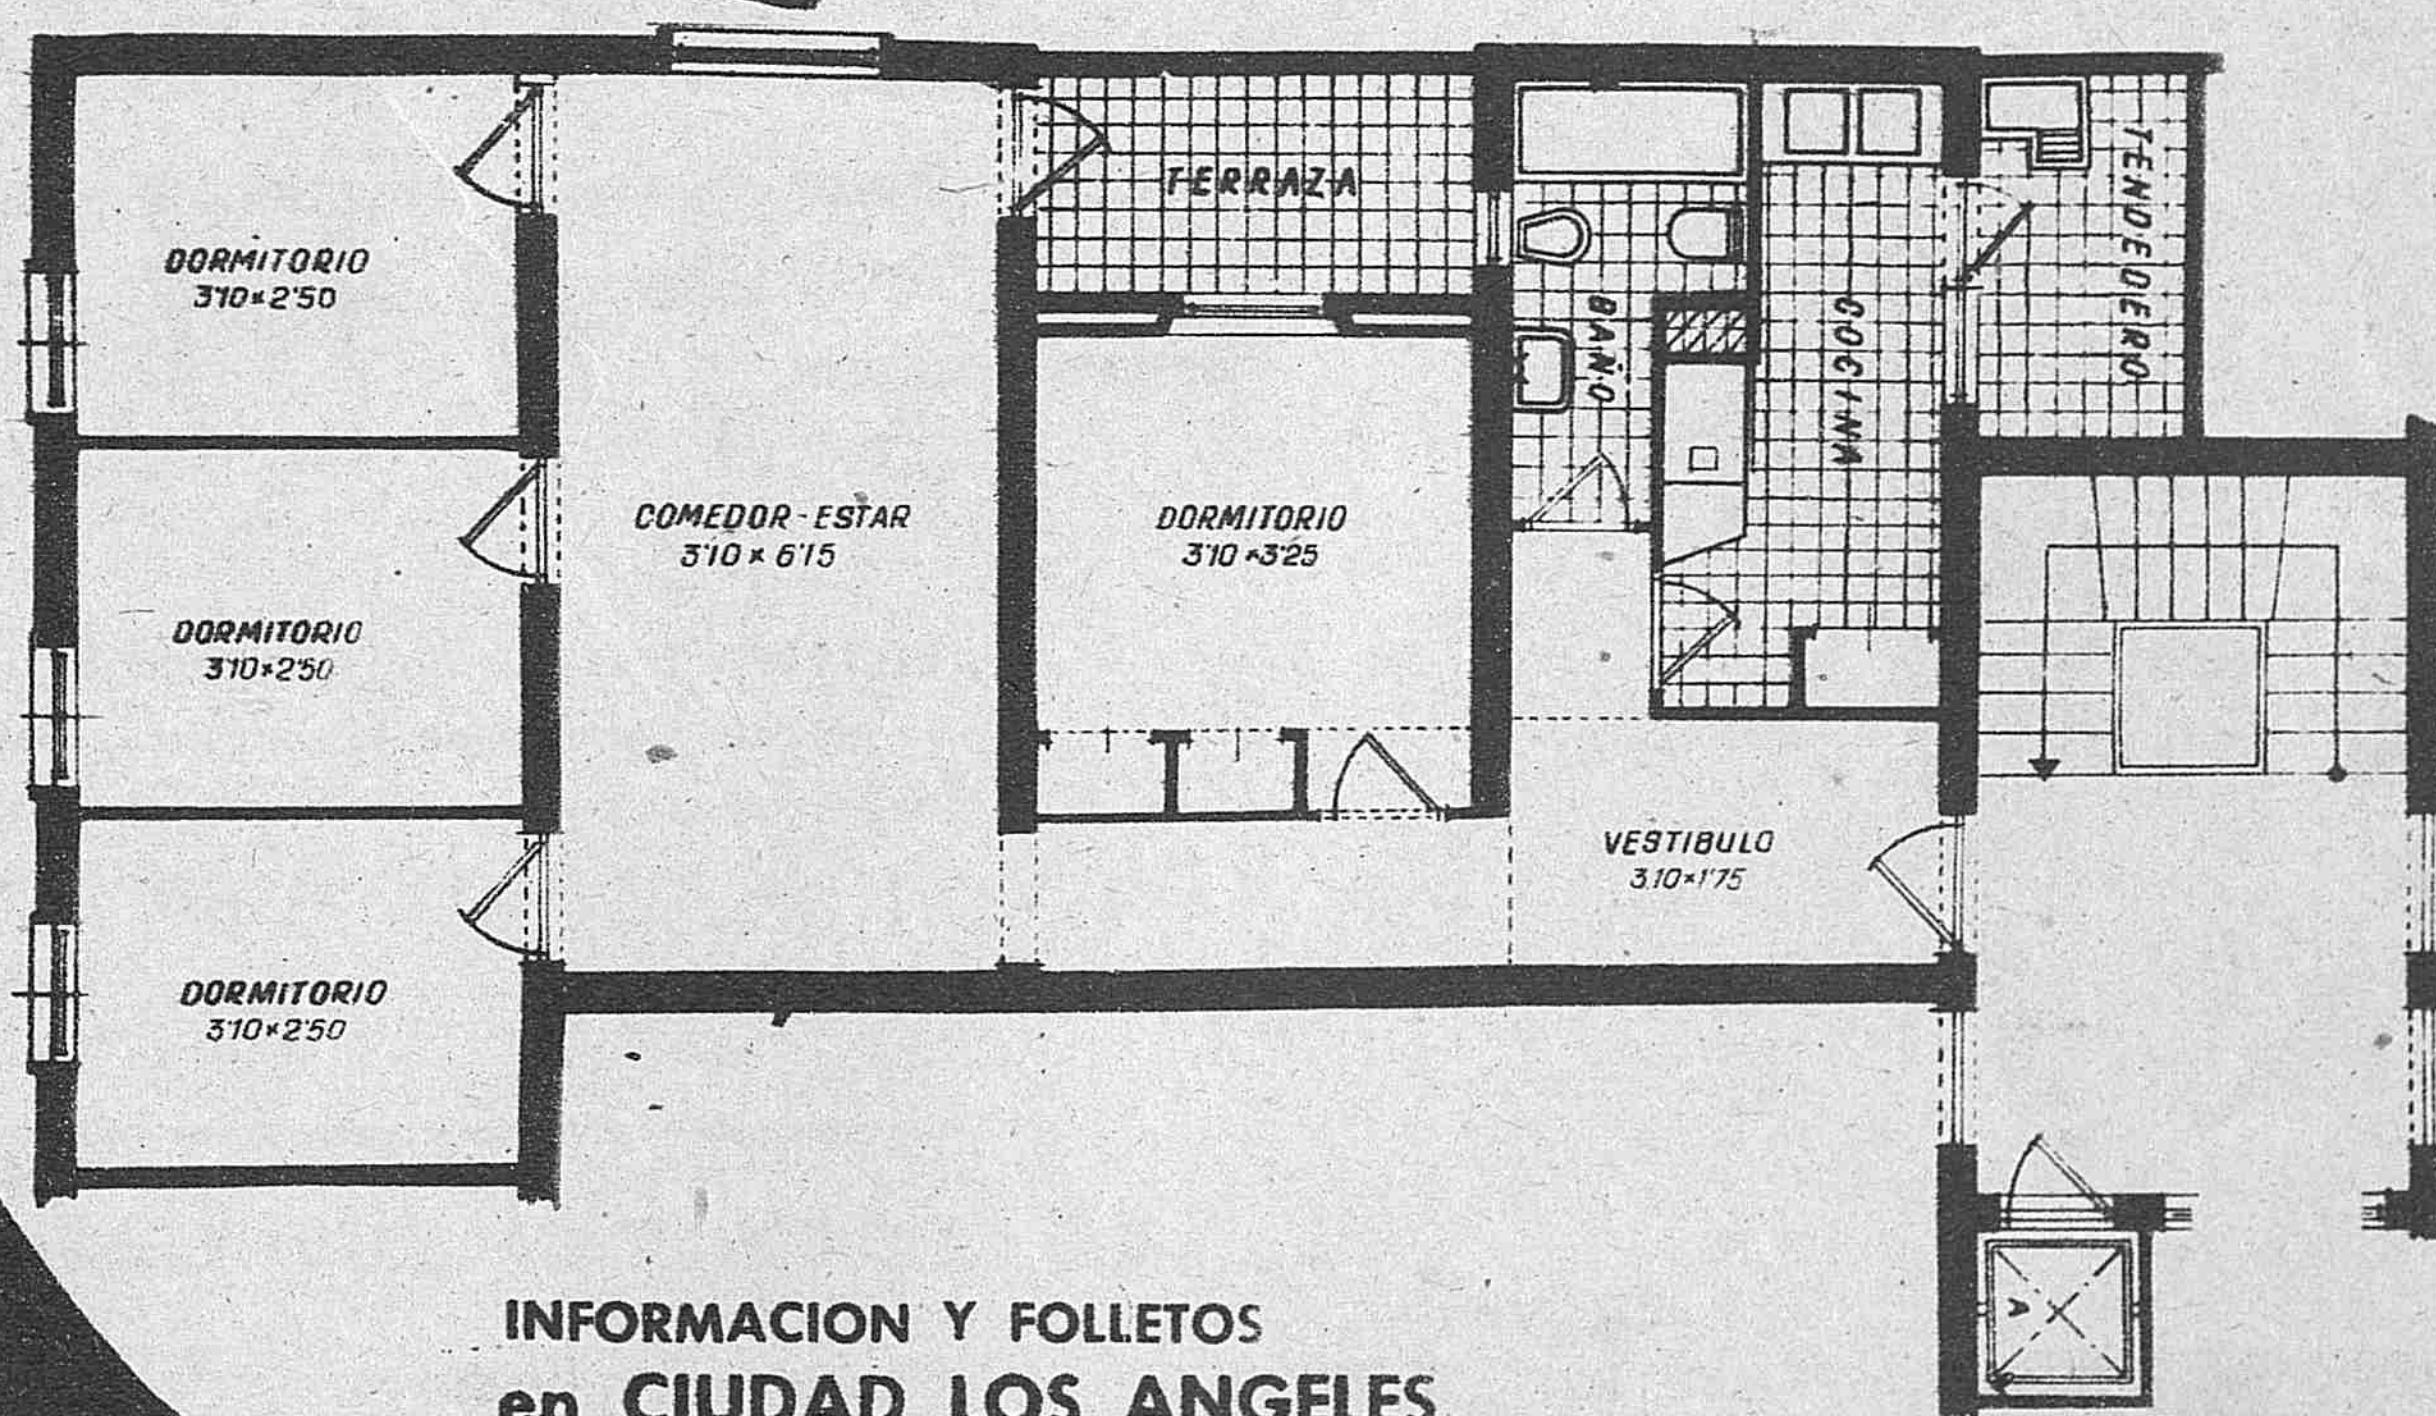 TERRAZA
TENDEDERO
DORMITORIO
3'10×2'50
BAÑO
COCINA
COMEDOR-ESTAR
3'10×6'15
DORMITORIO
3'10×3'25
DORMITORIO
3'10×2'50
VESTIBULO
3.10×1'75
DORMITORIO
3'10×2'50
A
INFORMACION Y FOLLETOS
en CIUDAD LOS ANGELES